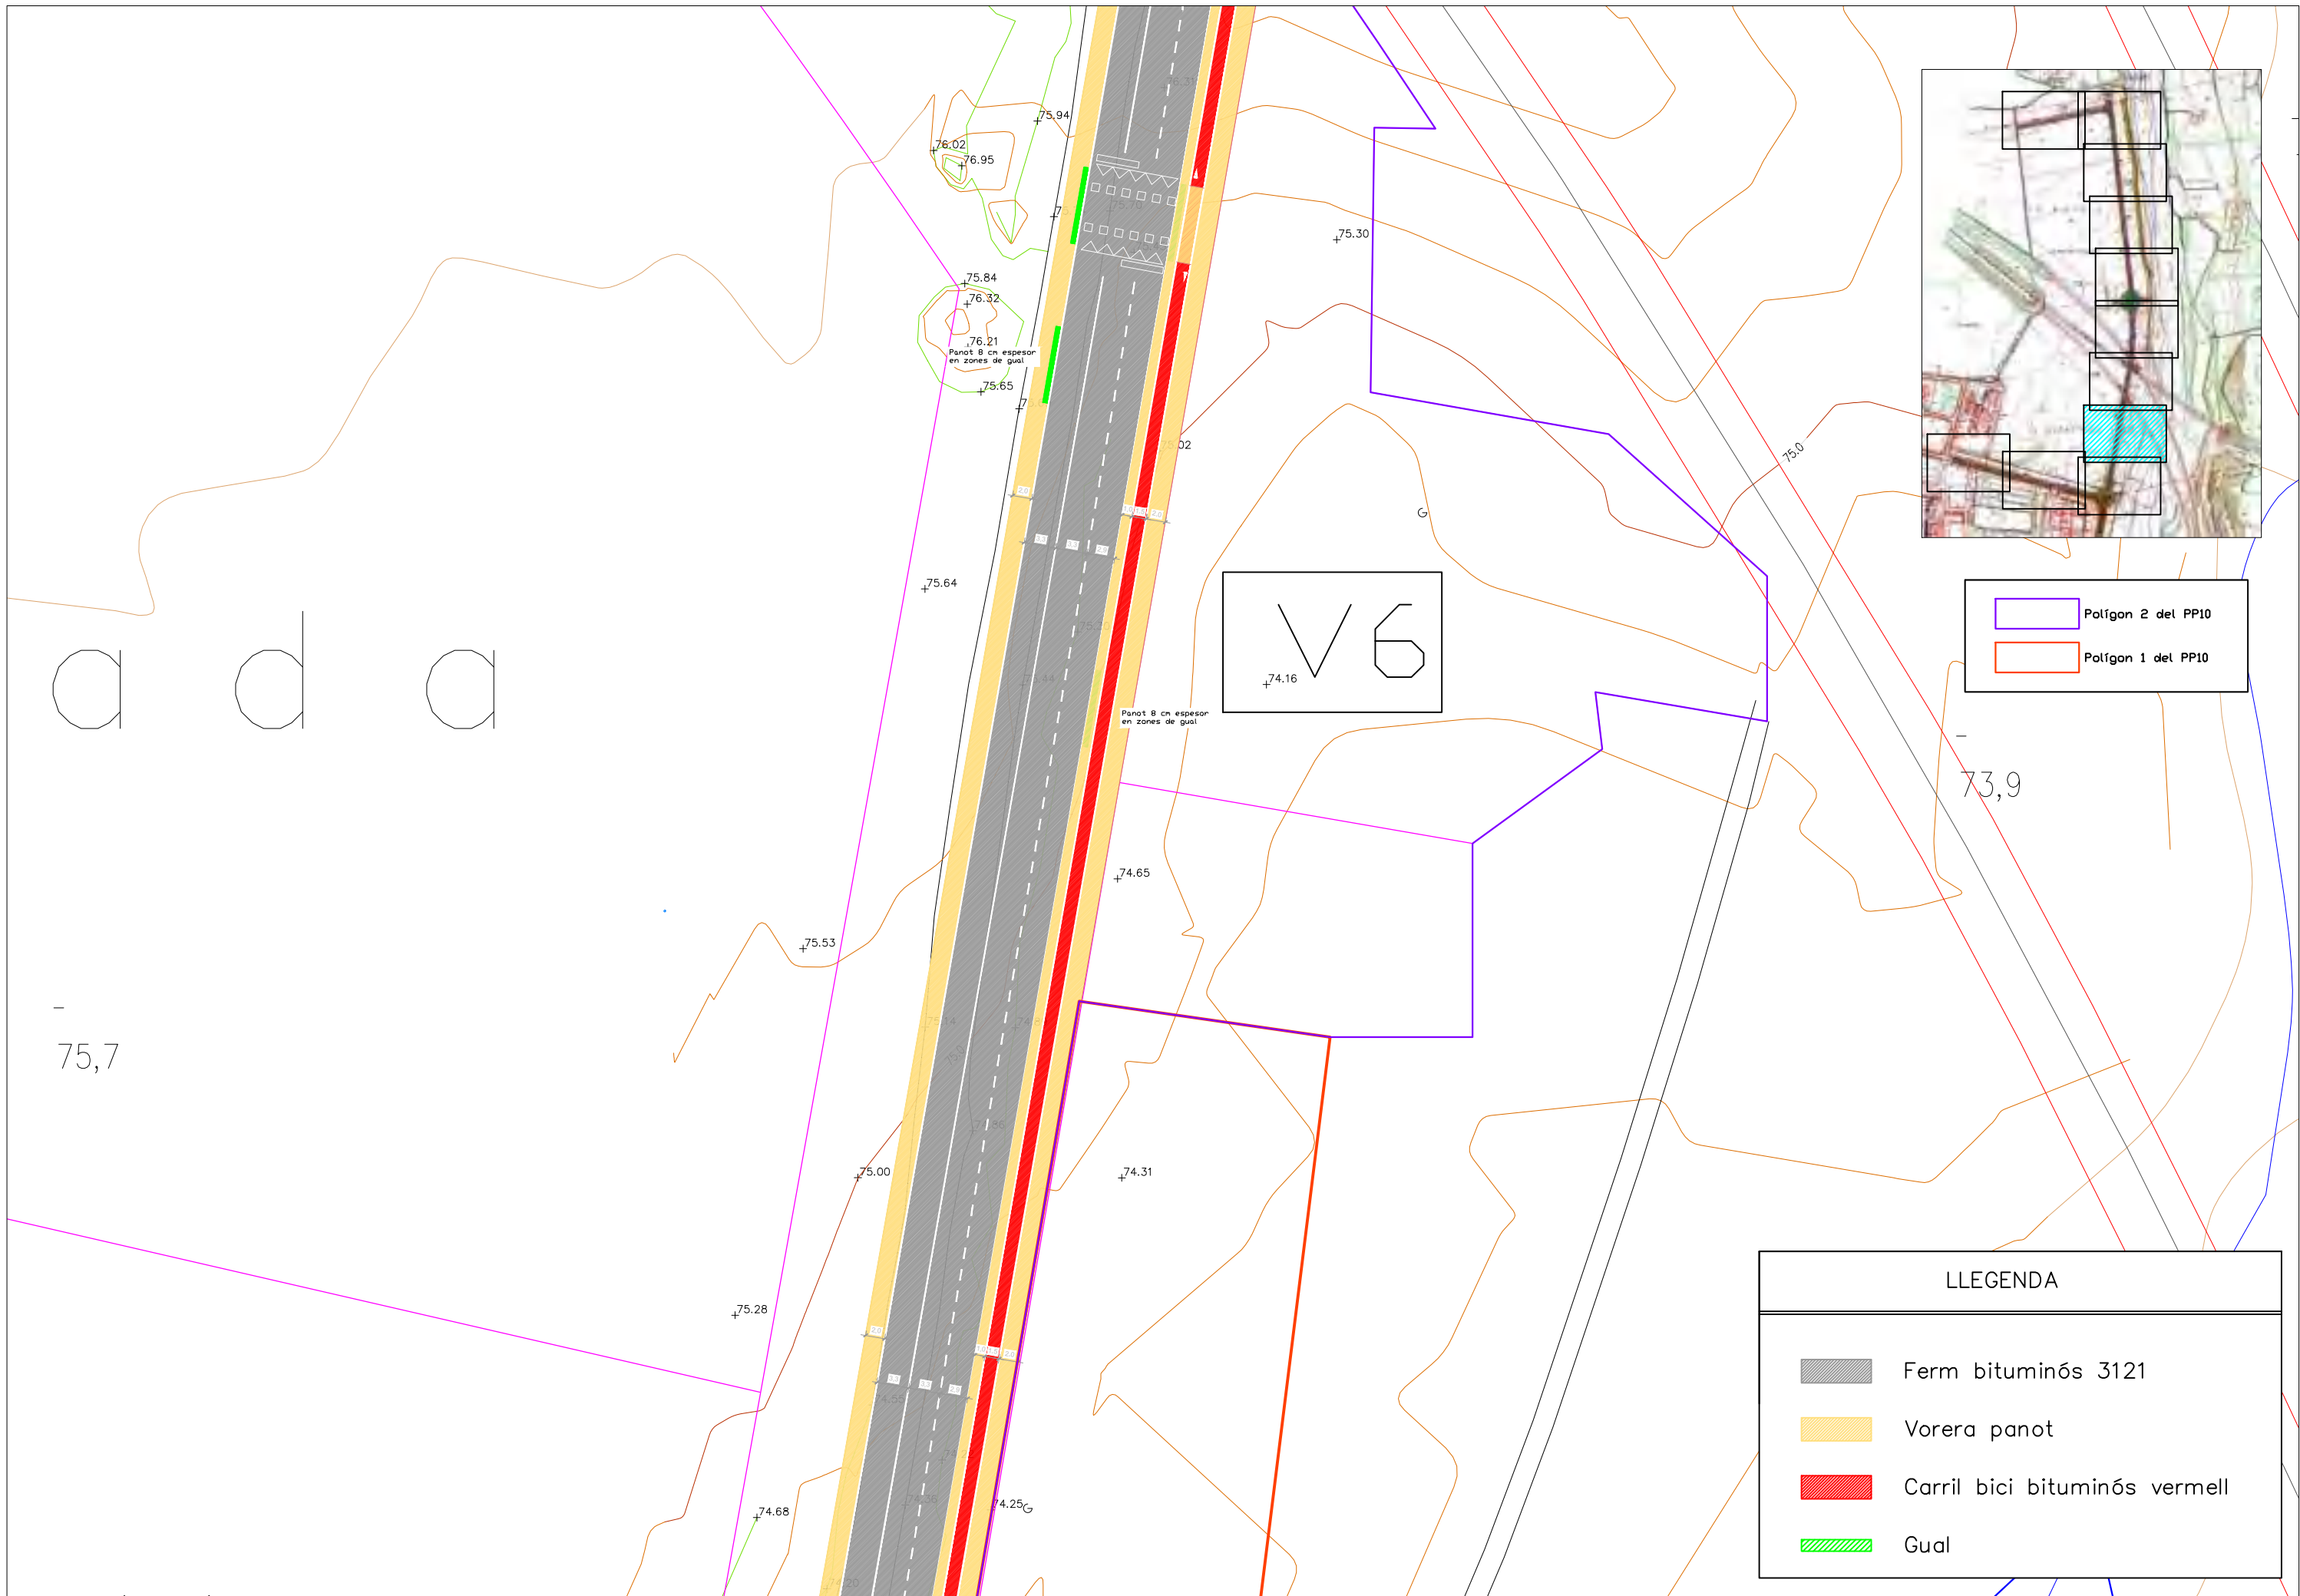 75.94
76.02
76.95
75.30
75.84
76.32
76.21
Panot 8 cm espesor
en zones de gual
75.65
75.02
75.0
G
75.64
V6
74.16
ada
Polígon 2 del PP10
Polígon 1 del PP10
Panot 8 cm espesor
en zones de gual
73,9
74.65
75.53
75,7
75.00
74.31
75.28
74.68
74.25
G
2,0
LLEGENDA
Ferm bituminós 3121
Vorera panot
Carril bici bituminós vermell
Gual